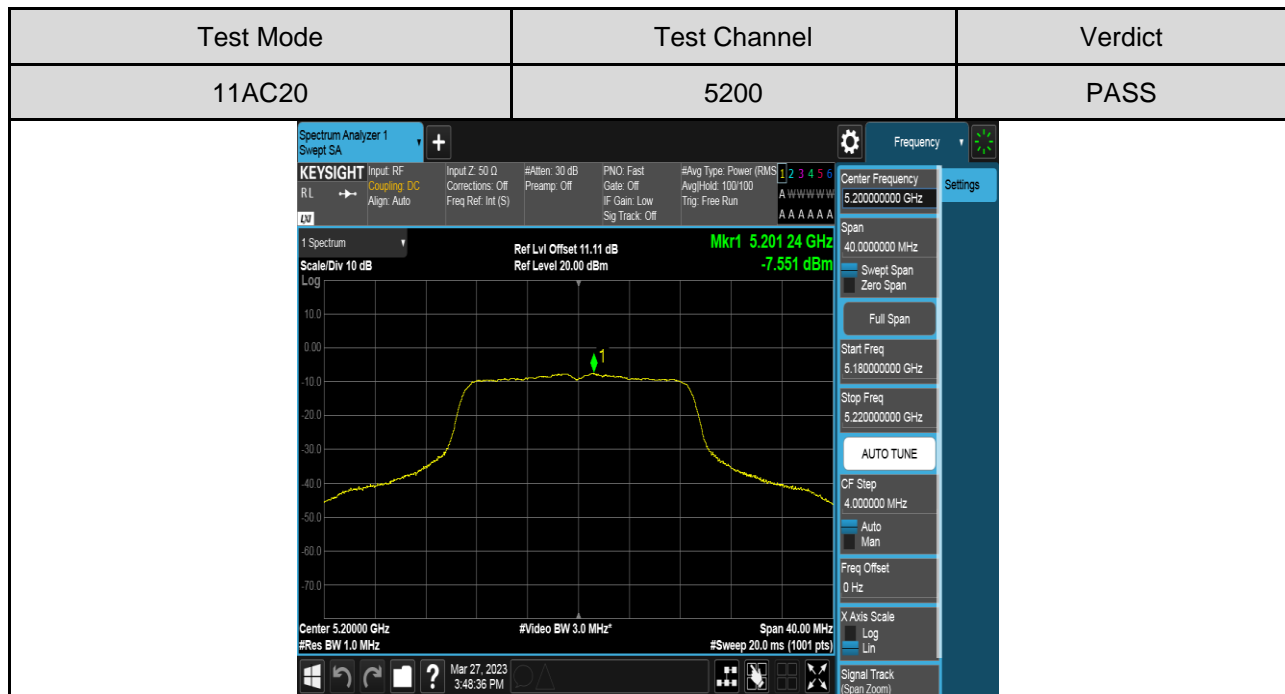 Test Mode Test Channel Verdict
11AC20 5200 PASS
Spectrum Analyzer 1
Swept SA
+
Frequency
KEYSIGHT
RL
LXI
Input: RF
Coupling: DC
Align: Auto
Input Z: 50 Ω
Corrections: Off
Freq Ref: Int (S)
#Atten: 30 dB
Preamp: Off
PNO: Fast
Gate: Off
IF Gain: Low
Sig Track: Off
#Avg Type: Power (RMS
Avg|Hold: 100/100
Trig: Free Run
1 2 3 4 5 6
A W W W W W
A A A A A A
1 Spectrum
Scale/Div 10 dB
Log
Ref Lvl Offset 11.11 dB
Ref Level 20.00 dBm
Mkr1 5.201 24 GHz
-7.551 dBm
10.0
0.00
-10.0
-20.0
-30.0
-40.0
-50.0
-60.0
-70.0
1
Center 5.20000 GHz
#Res BW 1.0 MHz
#Video BW 3.0 MHz*
Span 40.00 MHz
#Sweep 20.0 ms (1001 pts)
?
Mar 27, 2023
3:48:36 PM
Center Frequency
5.200000000 GHz
Settings
Span
40.0000000 MHz
Swept Span
Zero Span
Full Span
Start Freq
5.180000000 GHz
Stop Freq
5.220000000 GHz
AUTO TUNE
CF Step
4.000000 MHz
Auto
Man
Freq Offset
0 Hz
X Axis Scale
Log
Lin
Signal Track
(Span Zoom)